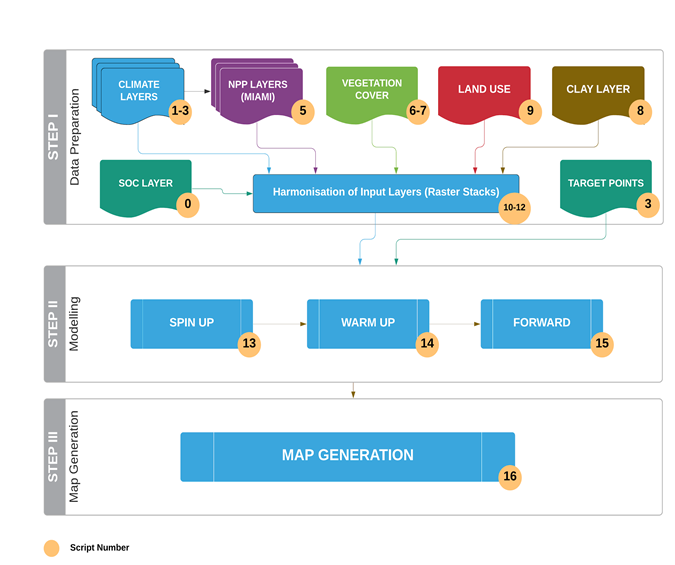 STEP I
Data Preparation
CLIMATE
LAYERS
1-3
NPP LAYERS
(MIAMI)
5
VEGETATION
COVER
6-7
LAND USE
9
CLAY LAYER
8
SOC LAYER
0
Harmonisation of Input Layers (Raster Stacks)
10-12
TARGET POINTS
3
STEP II
Modelling
SPIN UP
13
WARM UP
14
FORWARD
15
STEP III
Map Generation
MAP GENERATION
16
Script Number